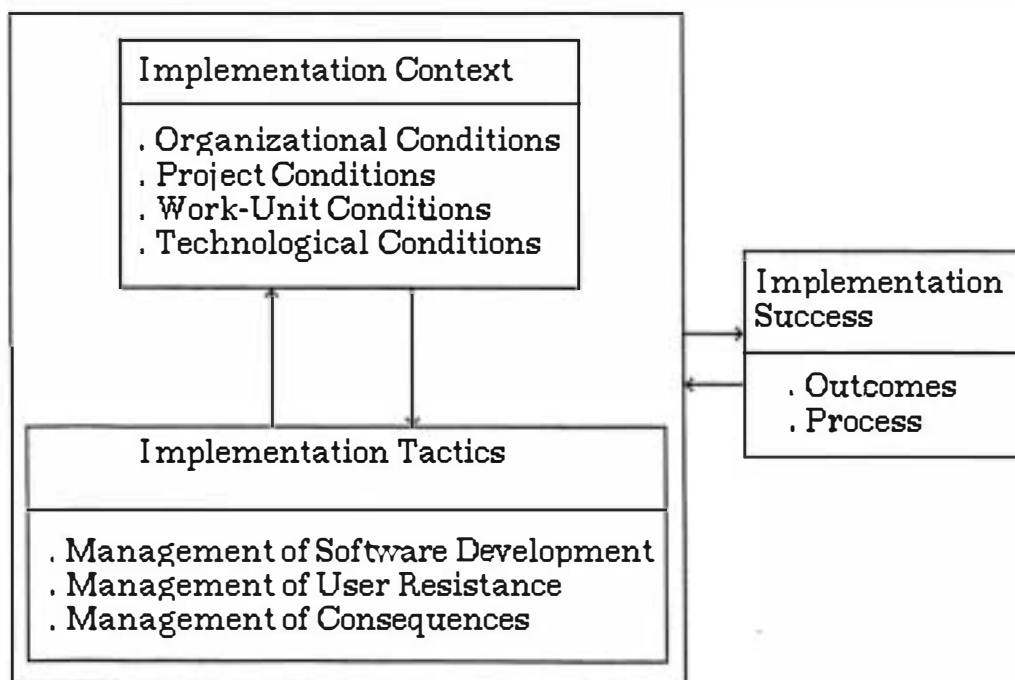 Implementation Context
. Organizational Conditions
. Project Conditions
. Work-Unit Conditions
. Technological Conditions
Implementation Tactics
. Management of Software Development
. Management of User Resistance
. Management of Consequences
Implementation
Success
. Outcomes
. Process